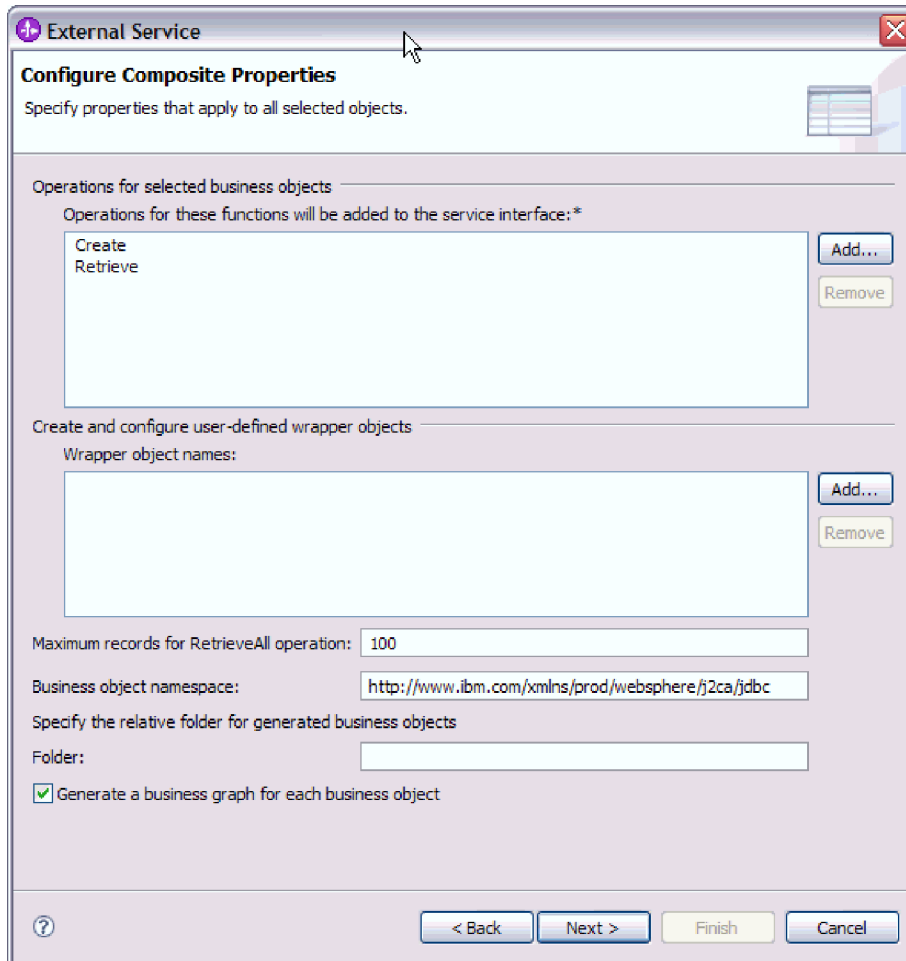 External Service
Configure Composite Properties
Specify properties that apply to all selected objects.
Operations for selected business objects
Operations for these functions will be added to the service interface:*
Create
Retrieve
Add...
Remove
Create and configure user-defined wrapper objects
Wrapper object names:
Add...
Remove
Maximum records for RetrieveAll operation: 100
Business object namespace: http://www.ibm.com/xmlns/prod/websphere/j2ca/jdbc
Specify the relative folder for generated business objects
Folder:
Generate a business graph for each business object
? < Back Next > Finish Cancel